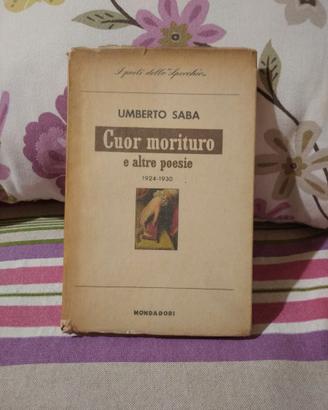 I poeti dello "Specchio"
UMBERTO SABA
Cuor morituro
e altre poesie
1924-1930
MONDADORI